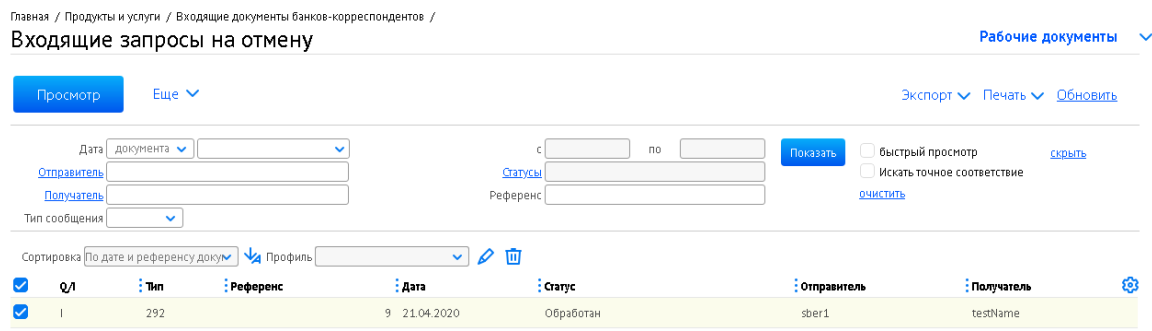 Главная / Продукты и услуги / Входящие документы банков-корреспондентов /
Входящие запросы на отмену
Рабочие документы
Просмотр Еще Экспорт Печать Обновить
Дата документа с по Показать быстрый просмотр скрыть
Отправитель Статусы Искать точное соответствие
Получатель Референс очистить
Тип сообщения
Сортировка По дате и референсу доку Профиль
Q/I Тип Референс Дата Статус Отправитель Получатель
I 292 9 21.04.2020 Обработан sber1 testName